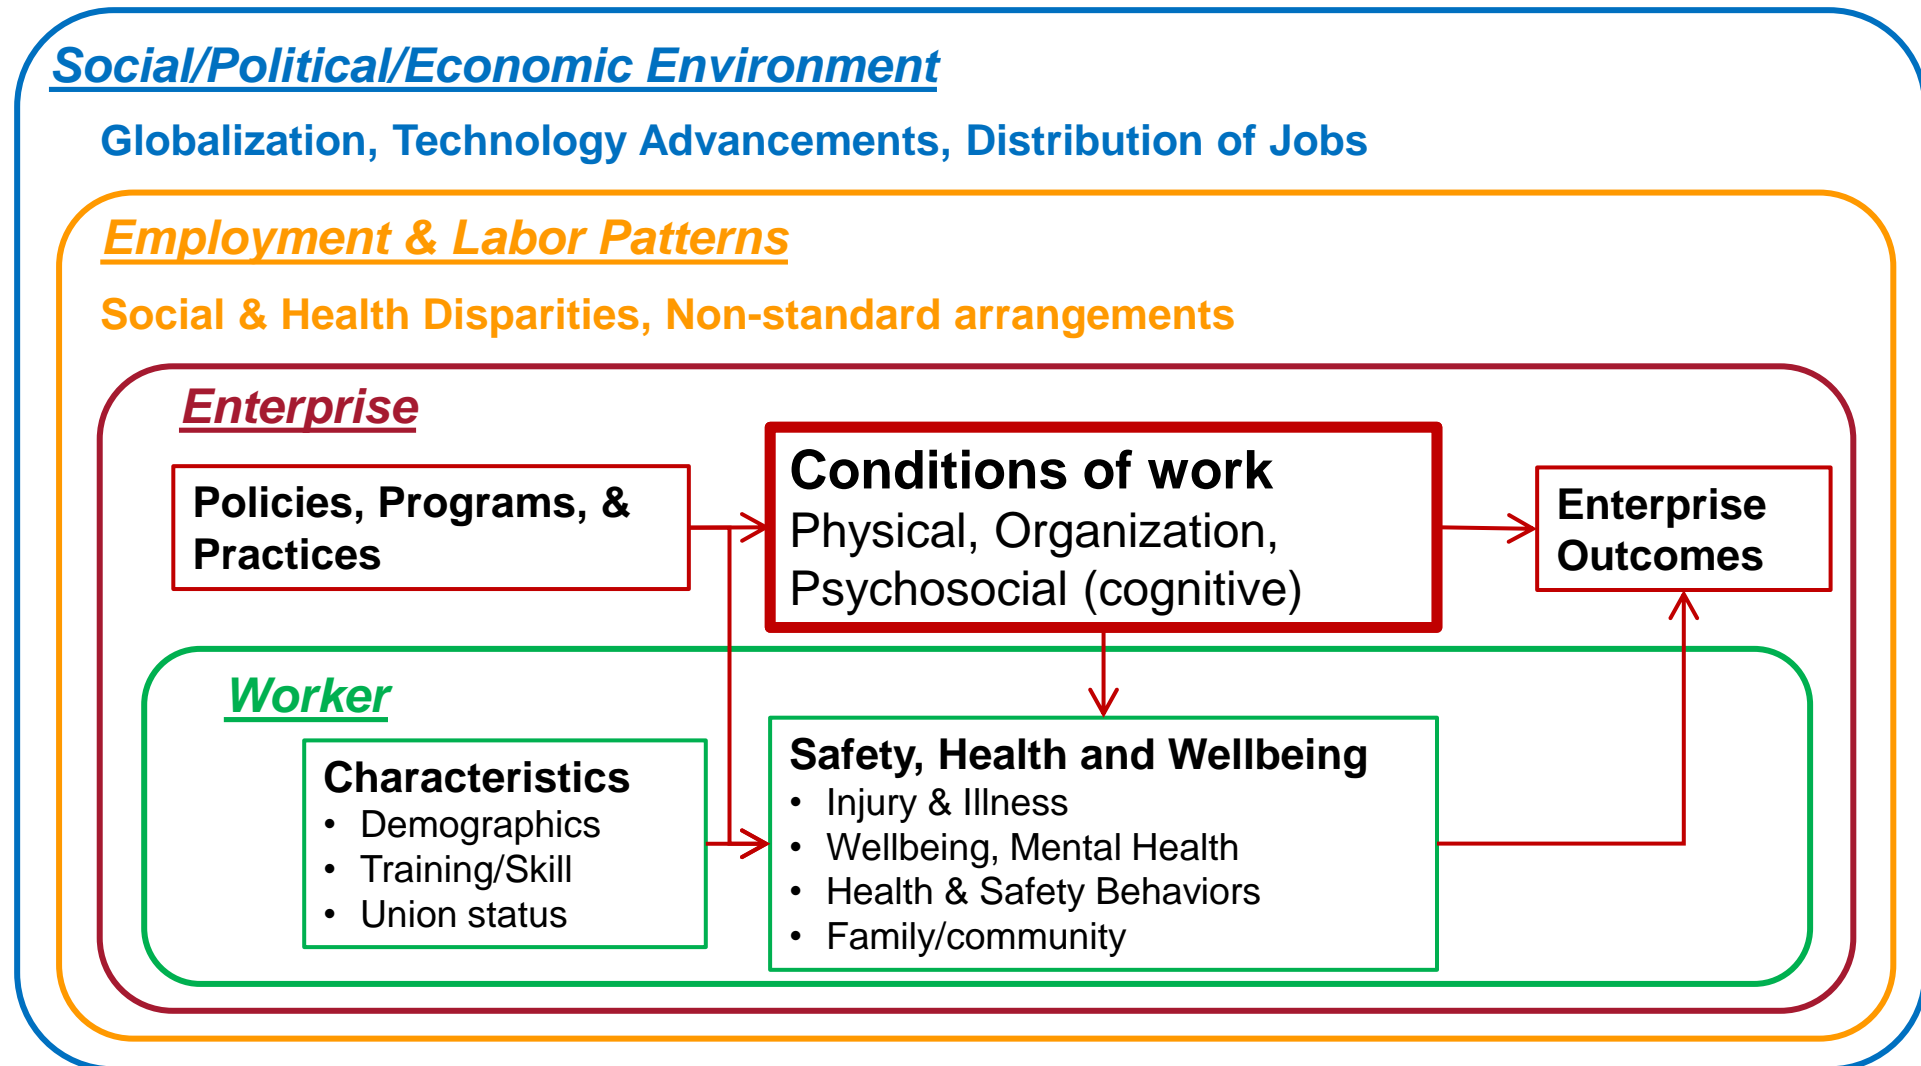 Social/Political/Economic Environment
Globalization, Technology Advancements, Distribution of Jobs
Employment & Labor Patterns
Social & Health Disparities, Non-standard arrangements
Enterprise
Policies, Programs, &
Practices
Conditions of work
Physical, Organization,
Psychosocial (cognitive)
Enterprise
Outcomes
Worker
Characteristics
• Demographics
• Training/Skill
• Union status
Safety, Health and Wellbeing
• Injury & Illness
• Wellbeing, Mental Health
• Health & Safety Behaviors
• Family/community